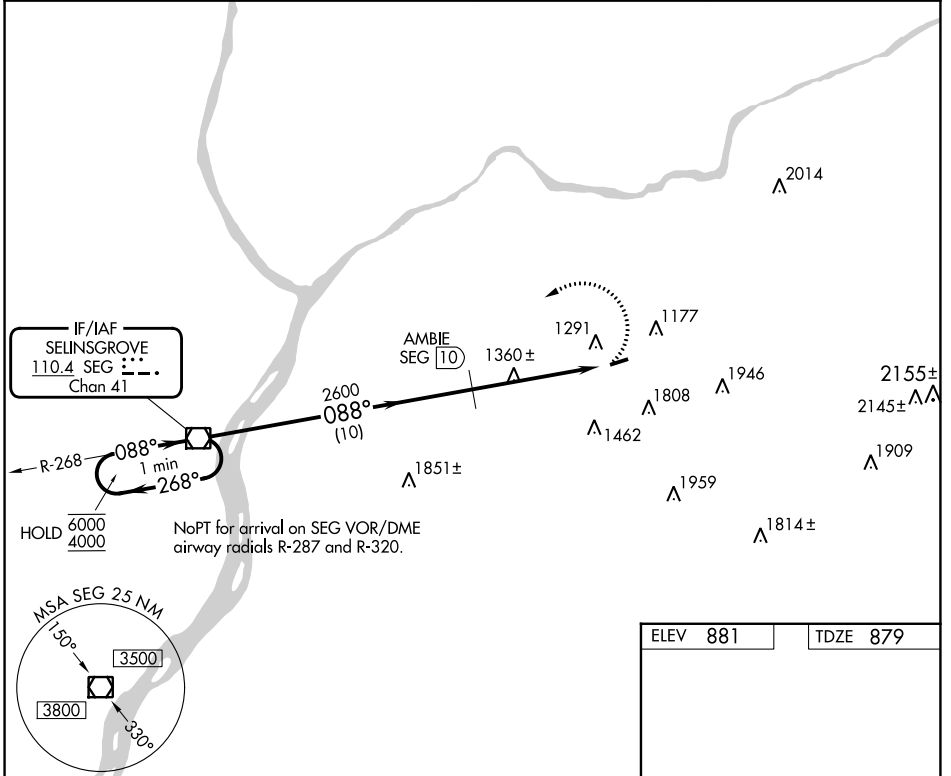 2014
IF/IAF
SELINSGROVE
110.4 SEG
Chan 41
AMBIE
SEG 10
1360 ±
1291
1177
2600
088°
(10)
1808
1946
2155±
2145±
1462
R-268
088°
1 min
268°
1851 ±
1909
1959
HOLD 6000
4000
NoPT for arrival on SEG VOR/DME
airway radials R-287 and R-320.
1814 ±
MSA SEG 25 NM
150°
3500
3800
330°
ELEV 881
TDZE 879